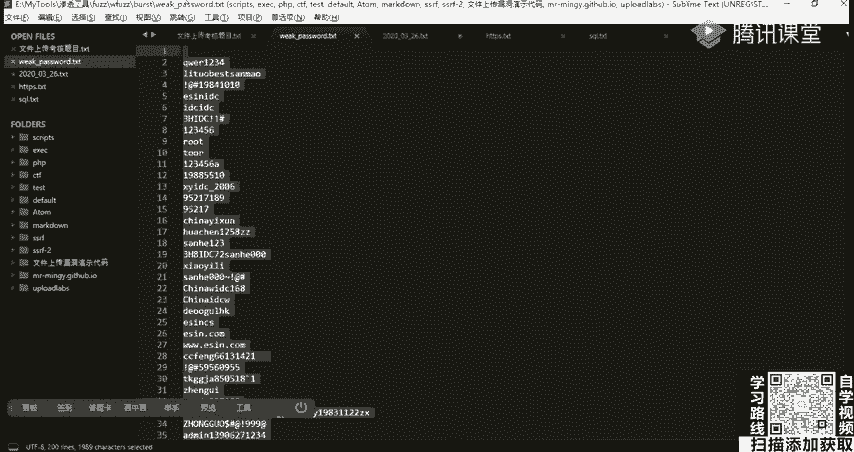 E:\MyTools\渗透工具\fuzz\wfuzz\burst\weak_password.txt (scripts, exec, php, ctf, test, default, Atom, markdown, ssrf, ssrf-2, 文件上传漏洞演示代码, mr-mingy.github.io, uploadlabs) - Sublime Text (UNREGIST...
文件(F) 编辑(E) 选择(S) 查找(I) 查看(V) 跳转(G) 工具(T) 项目(P) 首选项(N) 帮助(H)
腾讯课堂
OPEN FILES
文件上传考核题目.txt
weak_password.txt
2020_03_26.txt
https.txt
sql.txt
FOLDERS
scripts
exec
php
ctf
test
default
Atom
markdown
ssrf
ssrf-2
文件上传漏洞演示代码
mr-mingy.github.io
uploadlabs
文件上传考核题目.txt
weak_password.txt
2020_03_26.txt
https.txt
sql.txt
1
2 qwer1234
3 lituobestsanmao
4 !@#19841010
5 esinidc
6 idcidc
7 3HIDC!1#
8 123456
9 root
10 toor
11 123456a
12 19885510
13 xyidc_2006
14 95217189
15 95217
16 chinayixun
17 huachen1258zz
18 sanhe123
19 3H8IDC72sanhe000
20 xiaoyili
21 sanhe000~!@#
22 Chinawidc168
23 Chinaidcw
24 deoogulhk
25 esincs
26 esin.com
27 www.esin.com
28 ccfeng66131421
29 !@#59560955
30 tkggja850518`1
31 zhengui
y19831122zx
34 ZHONGGUO$#@!999@
35 admin13906271234
签到 答题卡 画中画 举手 工具
UTF-8, 200 lines, 1989 characters selected
学习路线
自学视频
扫描添加获取